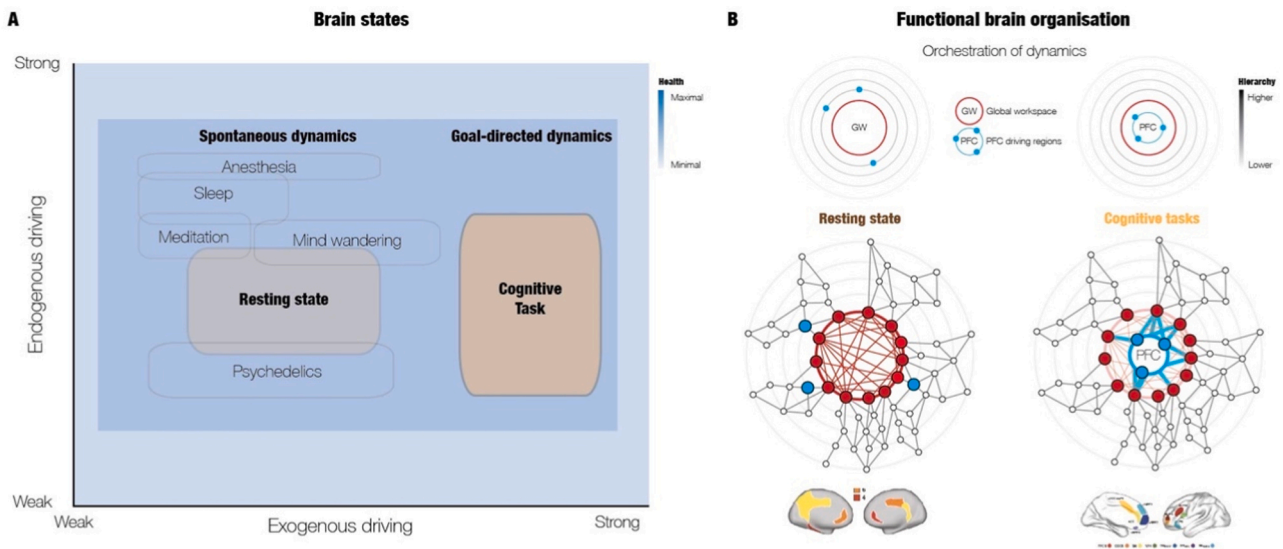 A
Brain states
Strong
Health
Maximal
Minimal
Spontaneous dynamics
Goal-directed dynamics
Anesthesia
Sleep
Meditation
Mind wandering
Resting state
Cognitive
Task
Psychedelics
Endogenous driving
Weak
Weak
Exogenous driving
Strong
B
Functional brain organisation
Orchestration of dynamics
GW
GW Global workspace
PFC PFC driving regions
PFC
Hierarchy
Higher
Lower
Resting state
Cognitive tasks
PFC